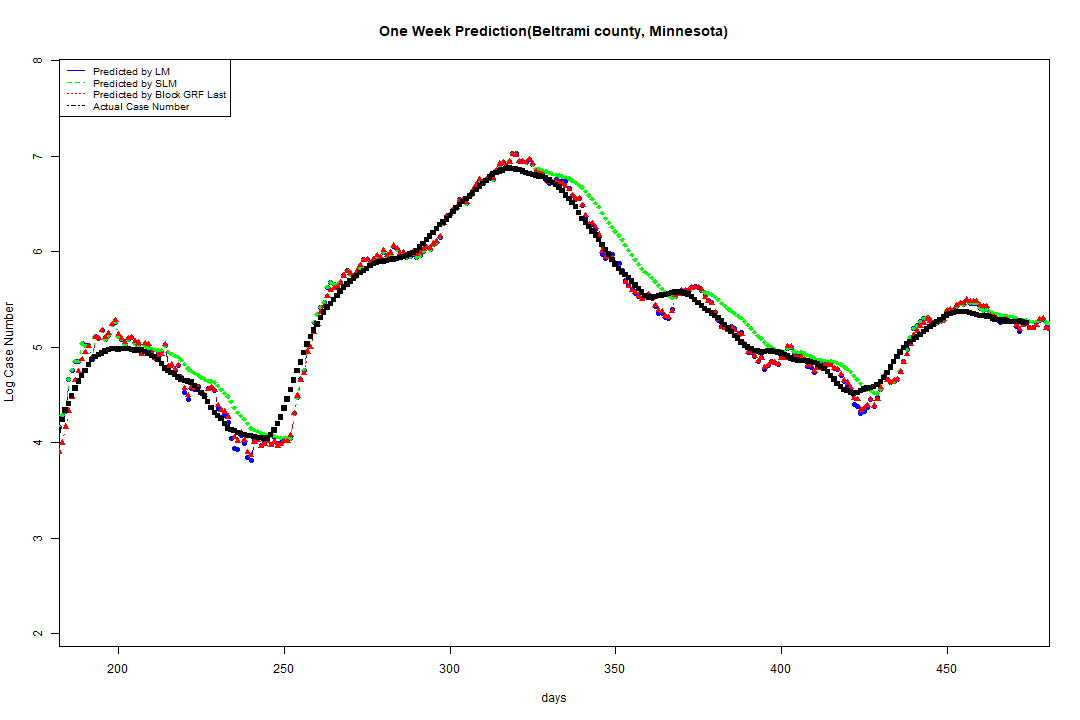 One Week Prediction(Beltrami county, Minnesota)
Predicted by LM
Predicted by SLM
Predicted by Block GRF Last
Actual Case Number
8
7
6
5
4
3
2
Log Case Number
200 250 300 350 400 450
days